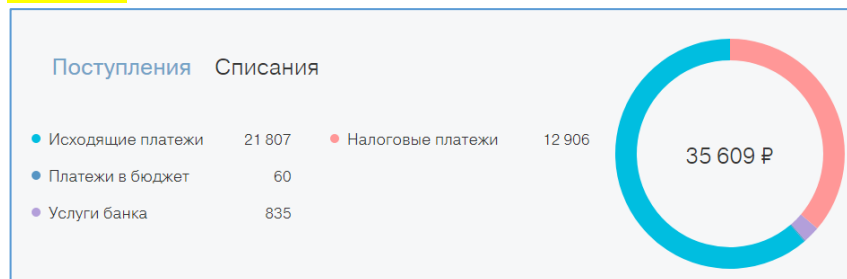 Поступления Списания
Исходящие платежи 21 807 Налоговые платежи 12 906
Платежи в бюджет 60
Услуги банка 835
35 609 ₽